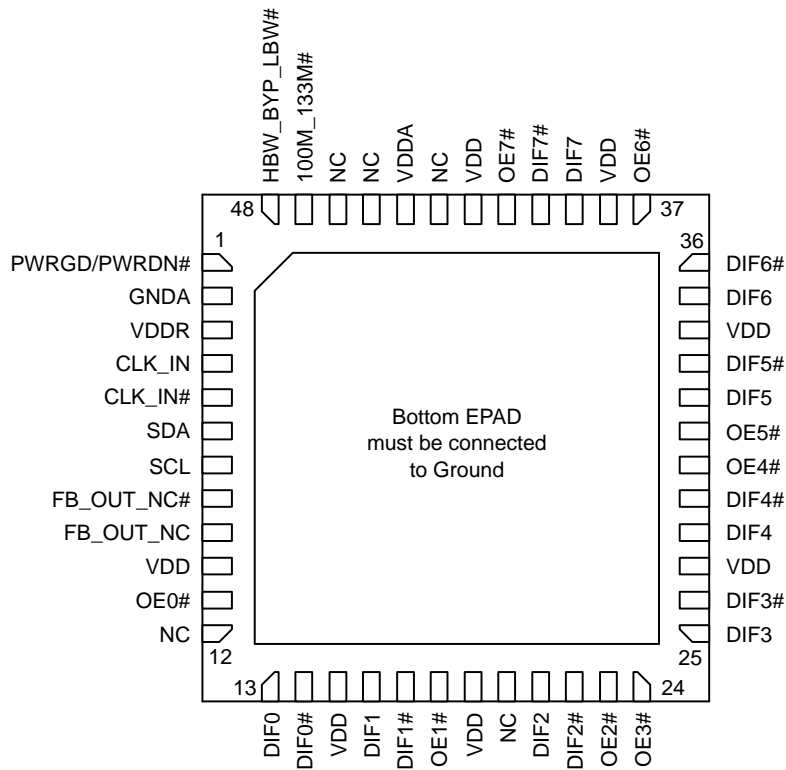 HBW_BYP_LBW#
100M_133M#
NC
NC
VDDA
NC
VDD
OE7#
DIF7#
DIF7
VDD
OE6#
48
37
1
36
PWRGD/PWRDN#
GNDA
VDDR
CLK_IN
CLK_IN#
SDA
SCL
FB_OUT_NC#
FB_OUT_NC
VDD
OE0#
NC
Bottom EPAD
must be connected
to Ground
DIF6#
DIF6
VDD
DIF5#
DIF5
OE5#
OE4#
DIF4#
DIF4
VDD
DIF3#
DIF3
12
25
13
24
DIF0
DIF0#
VDD
DIF1
DIF1#
OE1#
VDD
NC
DIF2
DIF2#
OE2#
OE3#